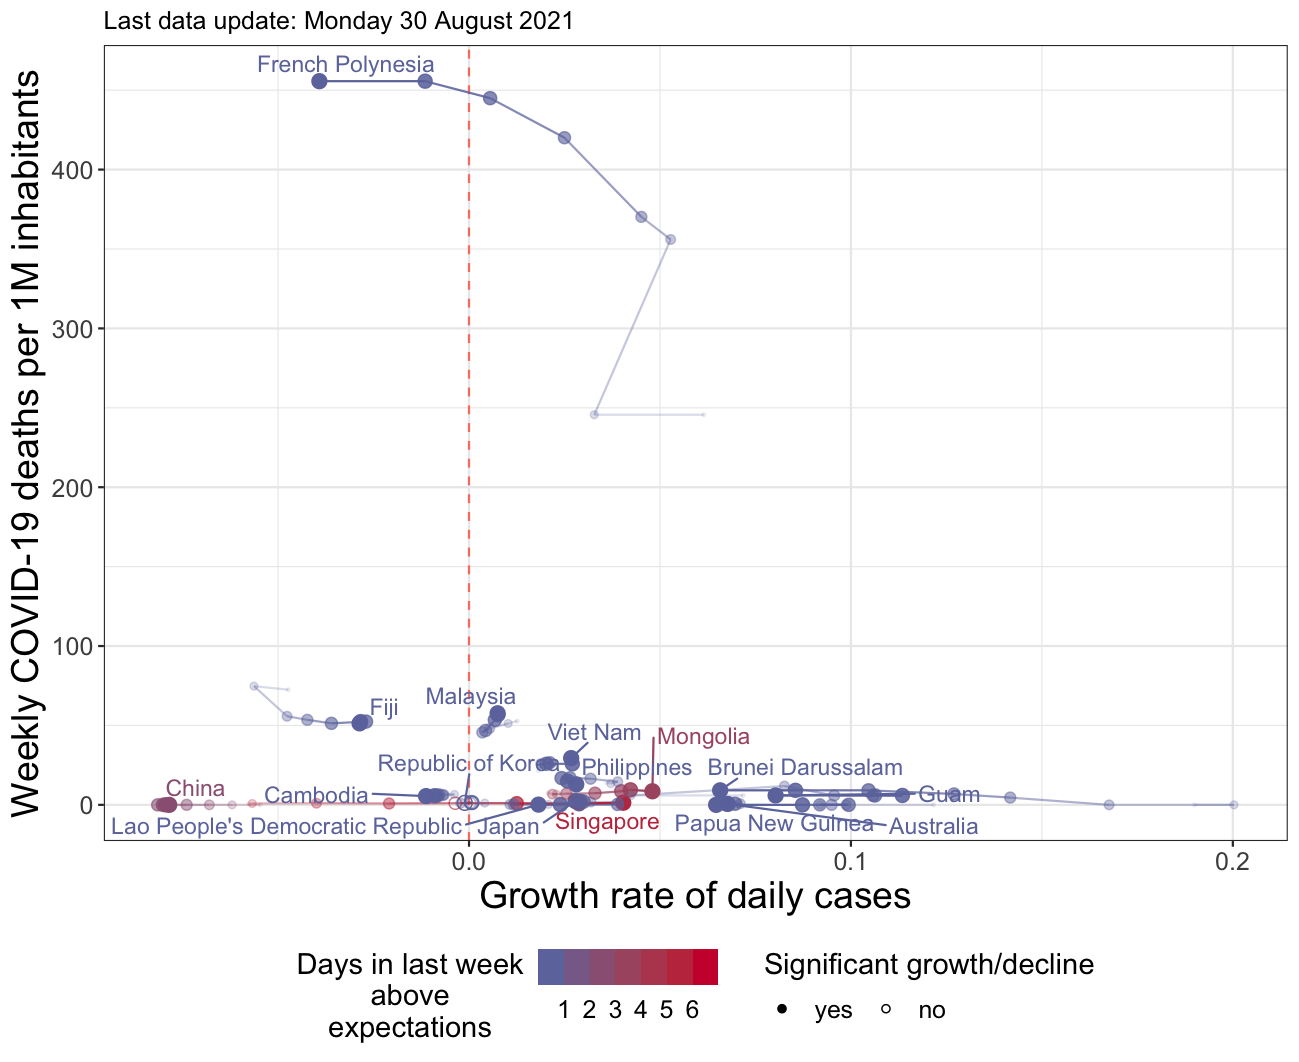 Last data update: Monday 30 August 2021
Weekly COVID-19 deaths per 1M inhabitants
400
300
200
100
0
French Polynesia
Fiji
Malaysia
Viet Nam
Mongolia
Republic of Korea
Philippines
Brunei Darussalam
China
Cambodia
Guam
Lao People's Democratic Republic
Japan
Singapore
Papua New Guinea
Australia
0.0
0.1
0.2
Growth rate of daily cases
Days in last week
above
expectations
1 2 3 4 5 6
Significant growth/decline
yes
no